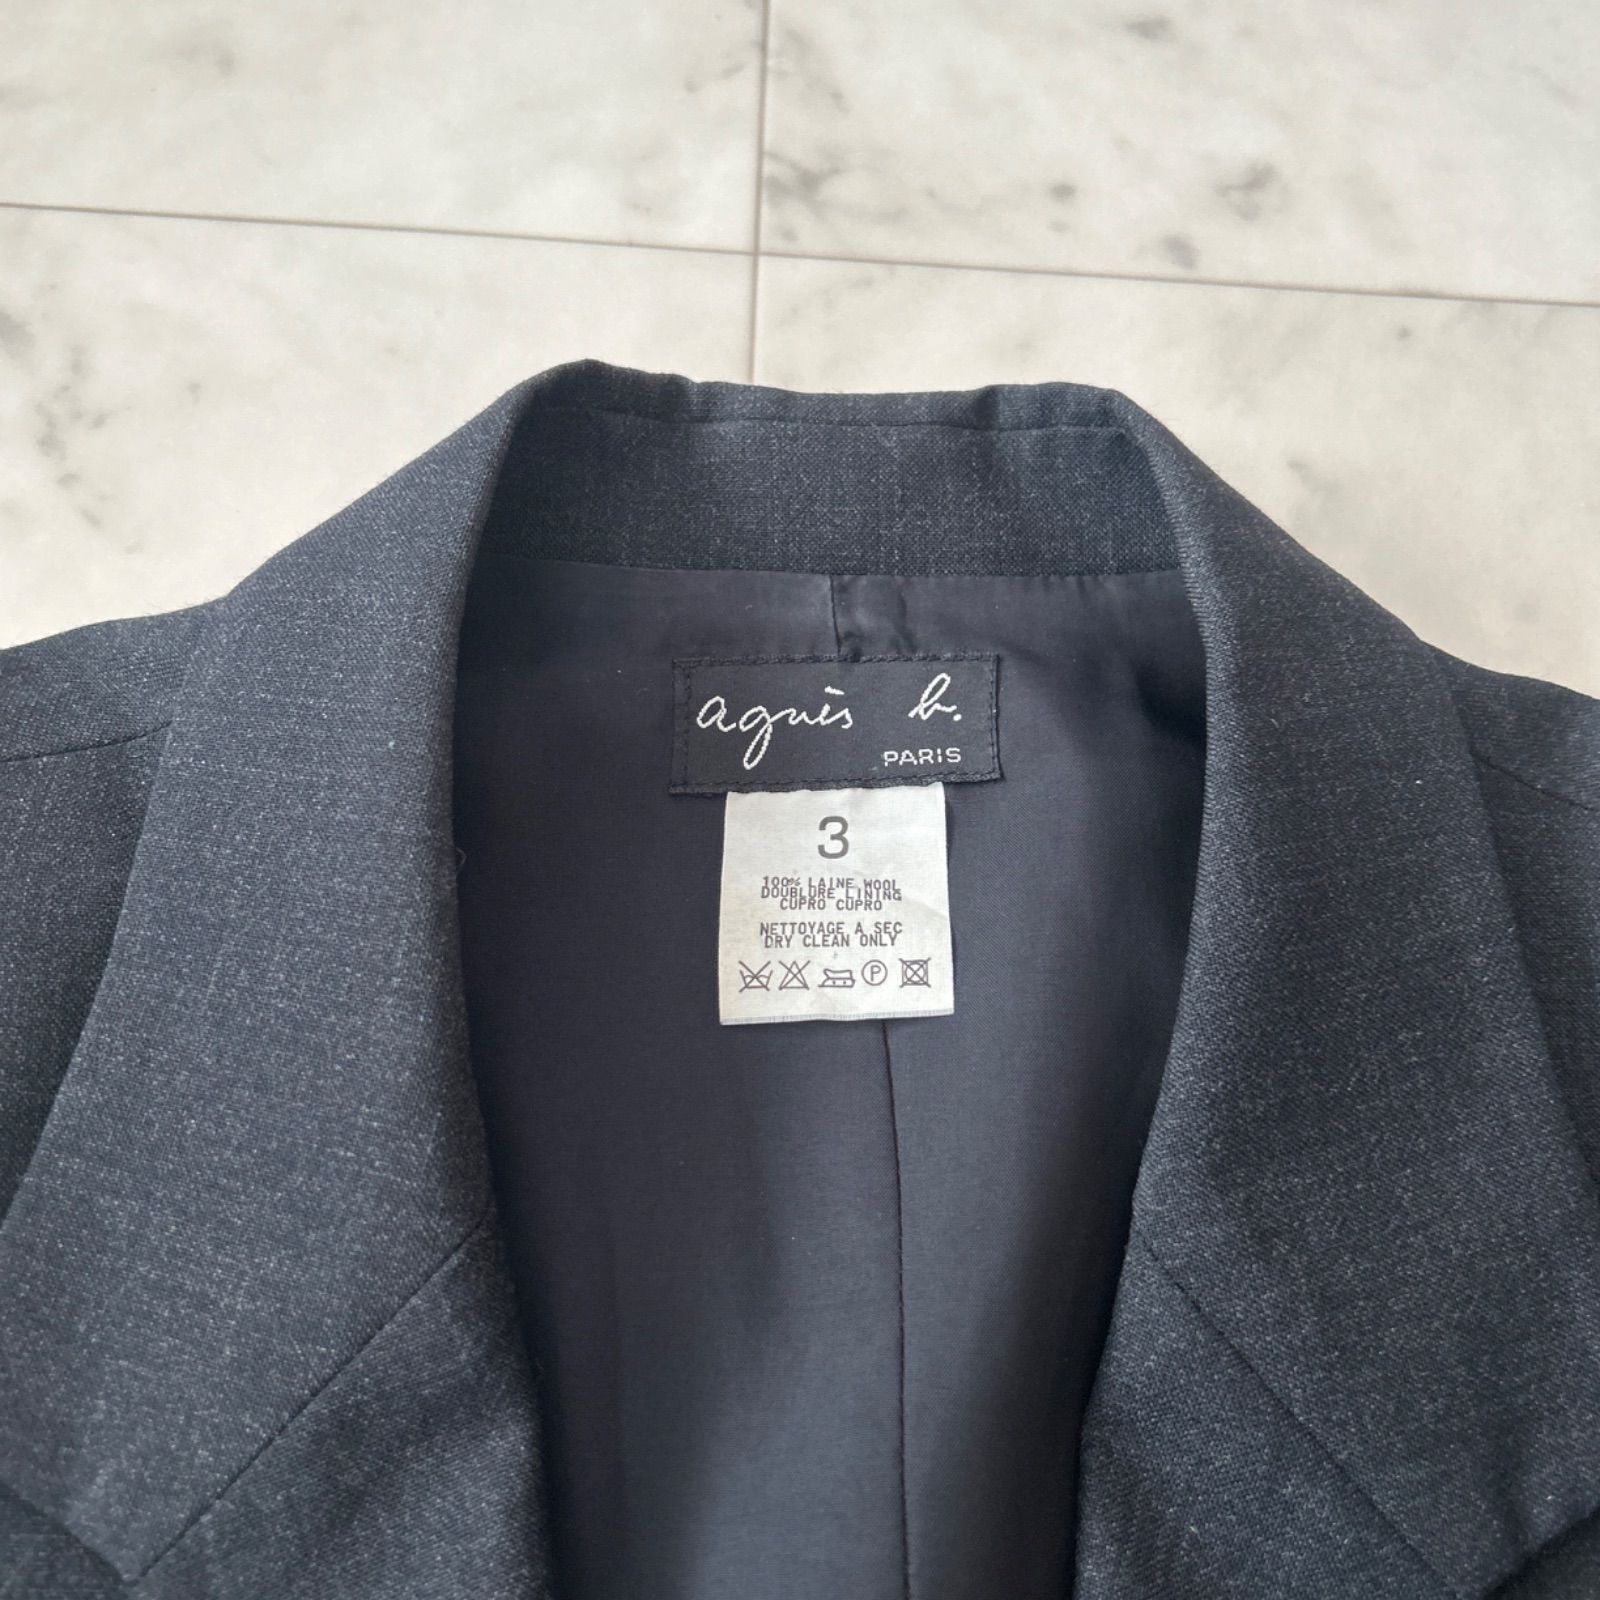 agnès b.
PARIS
3
100% LAINE WOOL
DOUBLURE LINING
CUPRO CUPRO
NETTOYAGE A SEC
DRY CLEAN ONLY
P